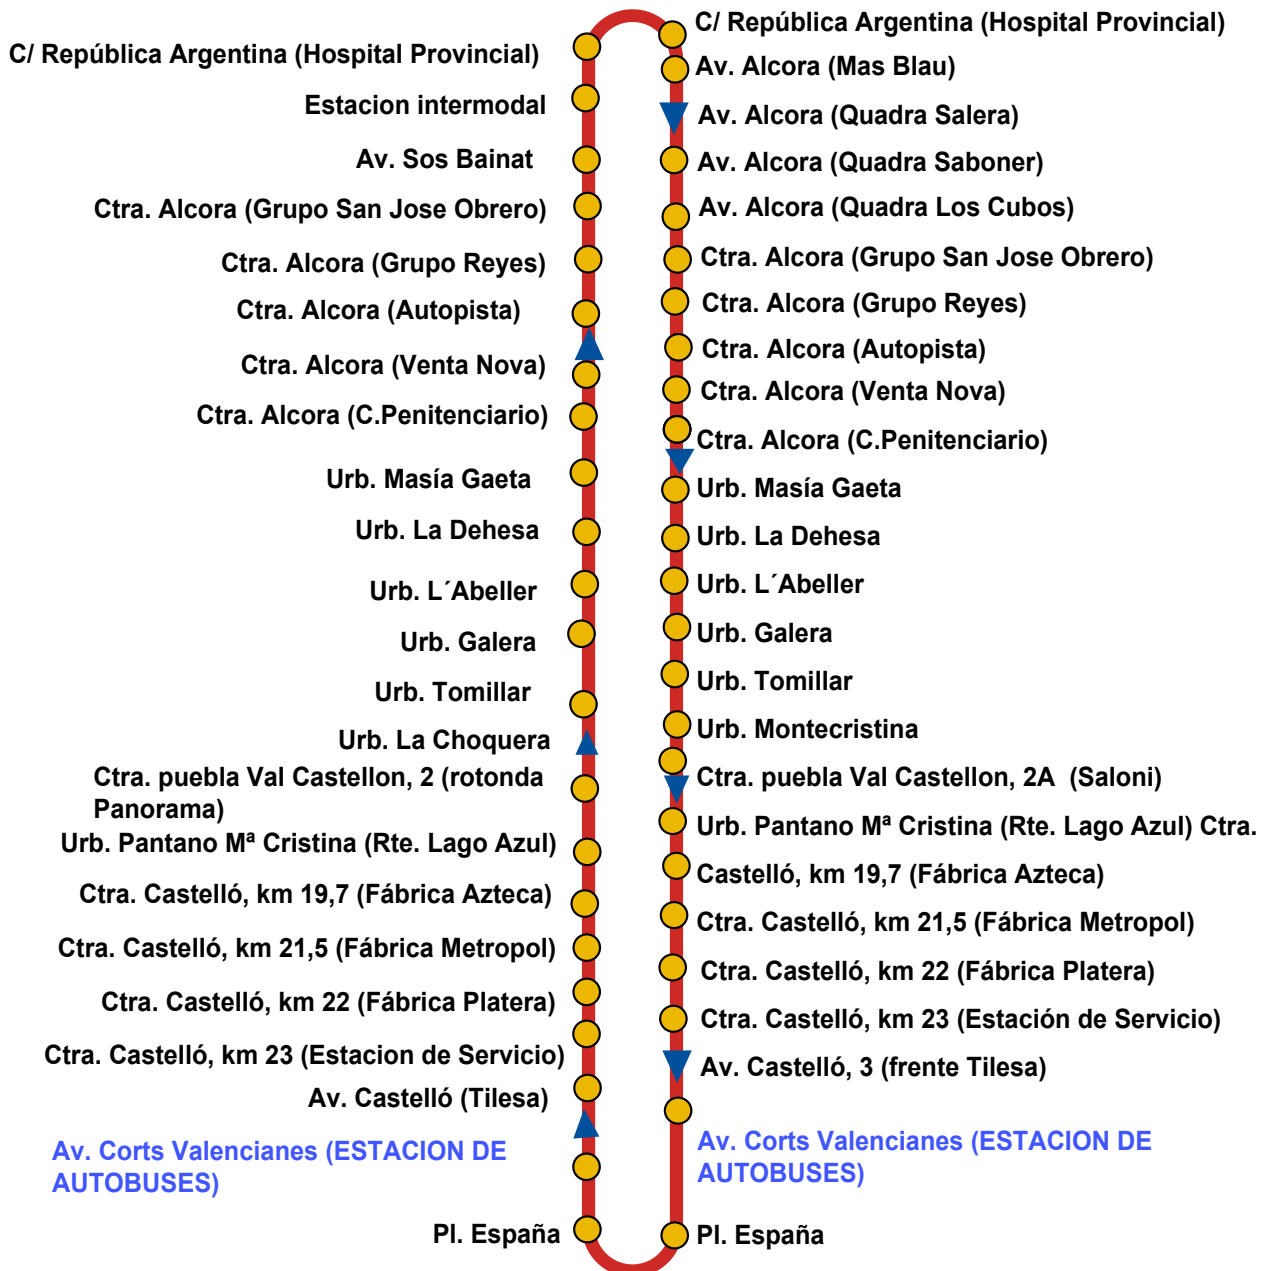 C/ República Argentina (Hospital Provincial)
Estacion intermodal
Av. Sos Bainat
Ctra. Alcora (Grupo San Jose Obrero)
Ctra. Alcora (Grupo Reyes)
Ctra. Alcora (Autopista)
Ctra. Alcora (Venta Nova)
Ctra. Alcora (C.Penitenciario)
Urb. Masía Gaeta
Urb. La Dehesa
Urb. L´Abeller
Urb. Galera
Urb. Tomillar
Urb. La Choquera
Ctra. puebla Val Castellon, 2 (rotonda
Panorama)
Urb. Pantano Mª Cristina (Rte. Lago Azul)
Ctra. Castelló, km 19,7 (Fábrica Azteca)
Ctra. Castelló, km 21,5 (Fábrica Metropol)
Ctra. Castelló, km 22 (Fábrica Platera)
Ctra. Castelló, km 23 (Estacion de Servicio)
Av. Castelló (Tilesa)
Av. Corts Valencianes (ESTACION DE
AUTOBUSES)
Pl. España
C/ República Argentina (Hospital Provincial)
Av. Alcora (Mas Blau)
Av. Alcora (Quadra Salera)
Av. Alcora (Quadra Saboner)
Av. Alcora (Quadra Los Cubos)
Ctra. Alcora (Grupo San Jose Obrero)
Ctra. Alcora (Grupo Reyes)
Ctra. Alcora (Autopista)
Ctra. Alcora (Venta Nova)
Ctra. Alcora (C.Penitenciario)
Urb. Masía Gaeta
Urb. La Dehesa
Urb. L´Abeller
Urb. Galera
Urb. Tomillar
Urb. Montecristina
Ctra. puebla Val Castellon, 2A (Saloni)
Urb. Pantano Mª Cristina (Rte. Lago Azul) Ctra.
Castelló, km 19,7 (Fábrica Azteca)
Ctra. Castelló, km 21,5 (Fábrica Metropol)
Ctra. Castelló, km 22 (Fábrica Platera)
Ctra. Castelló, km 23 (Estación de Servicio)
Av. Castelló, 3 (frente Tilesa)
Av. Corts Valencianes (ESTACION DE
AUTOBUSES)
Pl. España